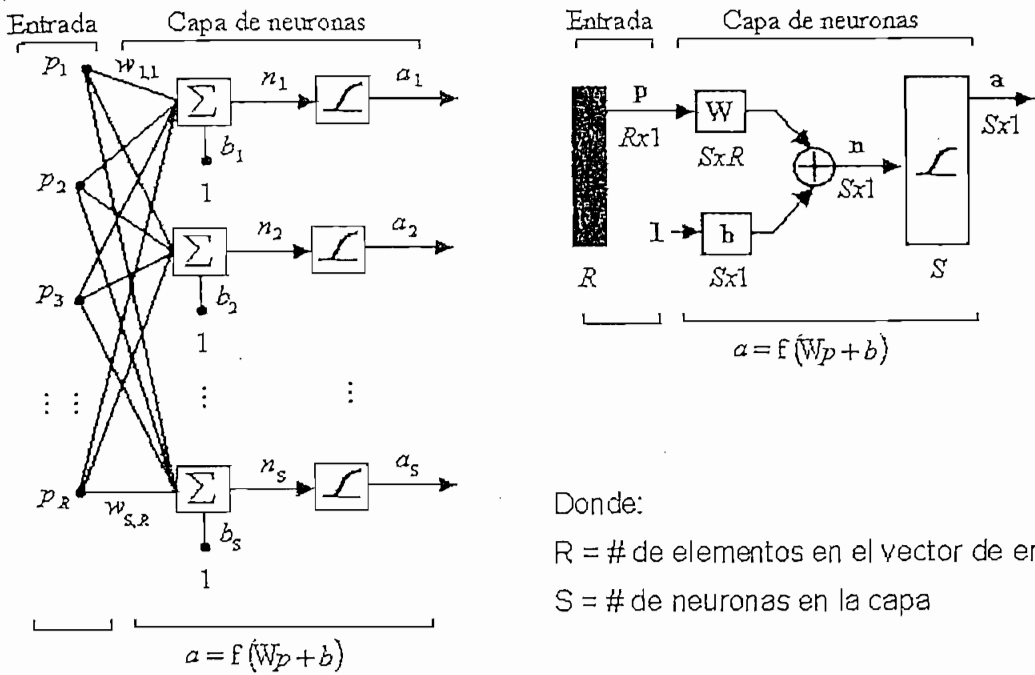 Entrada Capa de neuronas
p1 w1,1 Σ n1 a1
b1
1
p2 Σ n2 a2
b2
1
p3
⋮ ⋮ ⋮ ⋮
pR wS,R Σ nS aS
bS
1
a = f(Wp + b)
Entrada Capa de neuronas
p W a
Rx1 SxR Sx1
+ n
Sx1
1 b
R Sx1 S
a = f(Wp + b)
Donde:
R = # de elementos en el vector de
S = # de neuronas en la capa